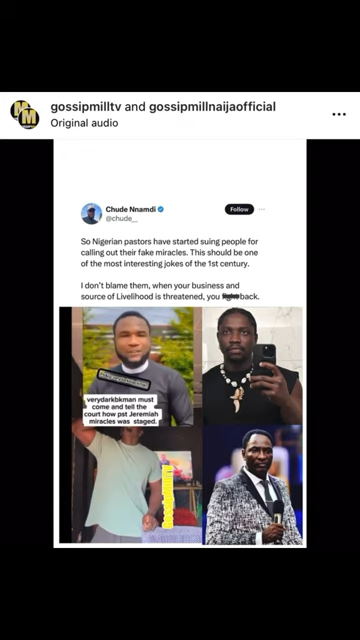 gossipmilltv and gossipmillnaijaofficial
Original audio
Chude Nnamdi
@chude__
Follow
So Nigerian pastors have started suing people for
calling out their fake miracles. This should be one
of the most interesting jokes of the 1st century.
I don't blame them, when your business and
source of Livelihood is threatened, you fight back.
verydarkbkman must
come and tell the
court how pst Jeremiah
miracles was staged.